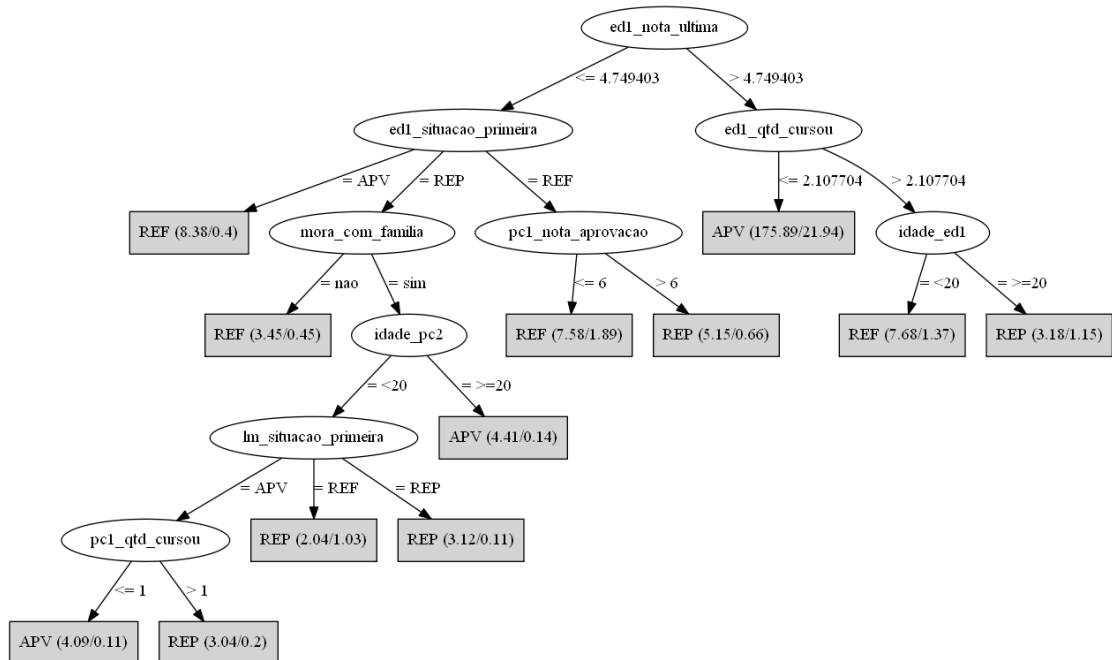 ed1_nota_ultima
<= 4.749403
> 4.749403
ed1_situacao_primeira
ed1_qtd_cursou
= APV
= REP
= REF
<= 2.107704
> 2.107704
REF (8.38/0.4)
mora_com_familia
pc1_nota_aprovacao
APV (175.89/21.94)
idade_ed1
= nao
= sim
<= 6
> 6
= <20
= >=20
REF (3.45/0.45)
idade_pc2
REF (7.58/1.89)
REP (5.15/0.66)
REF (7.68/1.37)
REP (3.18/1.15)
= <20
= >=20
lm_situacao_primeira
APV (4.41/0.14)
= APV
= REF
= REP
pc1_qtd_cursou
REP (2.04/1.03)
REP (3.12/0.11)
<= 1
> 1
APV (4.09/0.11)
REP (3.04/0.2)